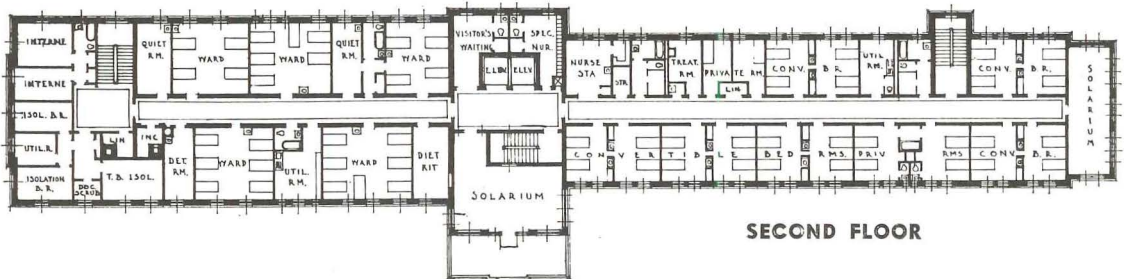 INTERNE
QUIET
RM.
WARD
WARD
QUIET
RM.
WARD
VISITOR'S
WAITING
SPEC.
NUR.
ELEV.
ELEV.
NURSE
STA
STR.
TREAT.
RM.
PRIVATE RM.
LIN
CONV. B R.
UTIL.
RM.
CONV. B.R.
SOLARIUM
INTERNE
ISOL. B.R.
UTIL.R.
ISOLATION
B.R.
DOC.
SCRUB
LIN
INC
T.B. ISOL.
DET.
RM.
WARD
UTIL.
RM.
WARD
DIET
KIT
SOLARIUM
CONVERTIBLE BED RMS. PRIV
RMS CONV. B.R.
SECOND FLOOR